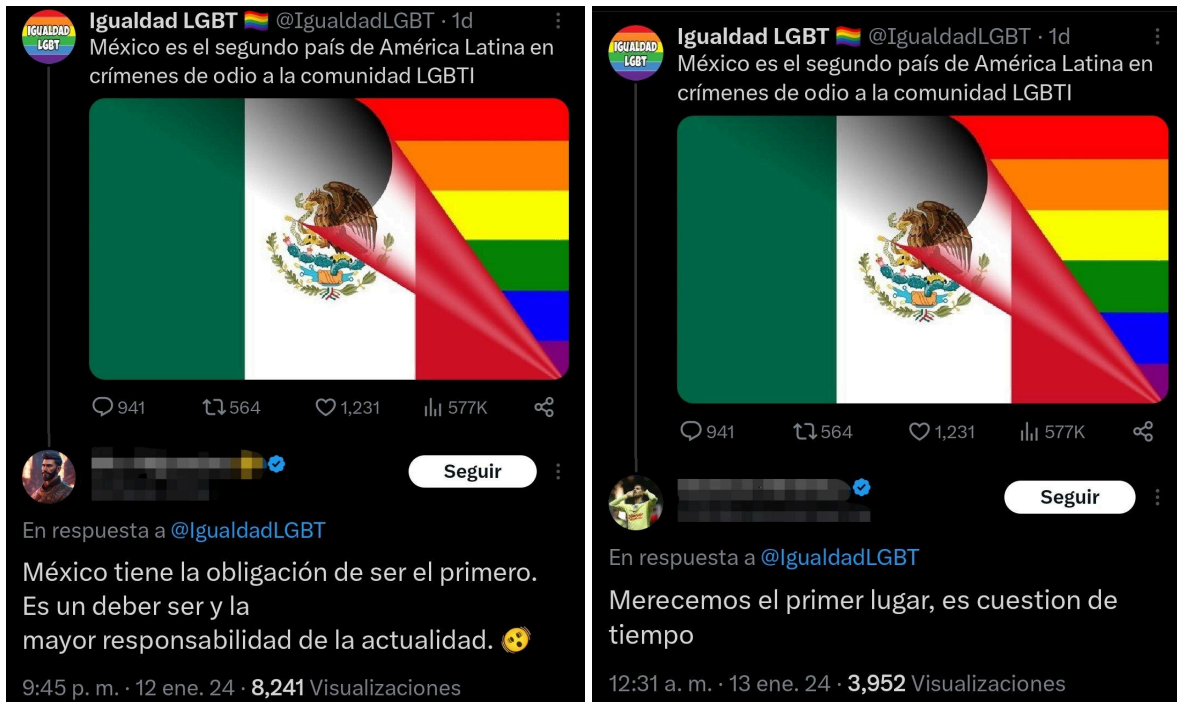 IGUALDAD
LGBT
Igualdad LGBT 🏳️‍🌈 @IgualdadLGBT · 1d
México es el segundo país de América Latina en
crímenes de odio a la comunidad LGBTI
941 564 1,231 577K
Seguir
En respuesta a @IgualdadLGBT
México tiene la obligación de ser el primero.
Es un deber ser y la
mayor responsabilidad de la actualidad. 🫨
9:45 p. m. · 12 ene. 24 · 8,241 Visualizaciones
IGUALDAD
LGBT
Igualdad LGBT 🏳️‍🌈 @IgualdadLGBT · 1d
México es el segundo país de América Latina en
crímenes de odio a la comunidad LGBTI
941 564 1,231 577K
Seguir
En respuesta a @IgualdadLGBT
Merecemos el primer lugar, es cuestion de
tiempo
12:31 a. m. · 13 ene. 24 · 3,952 Visualizaciones